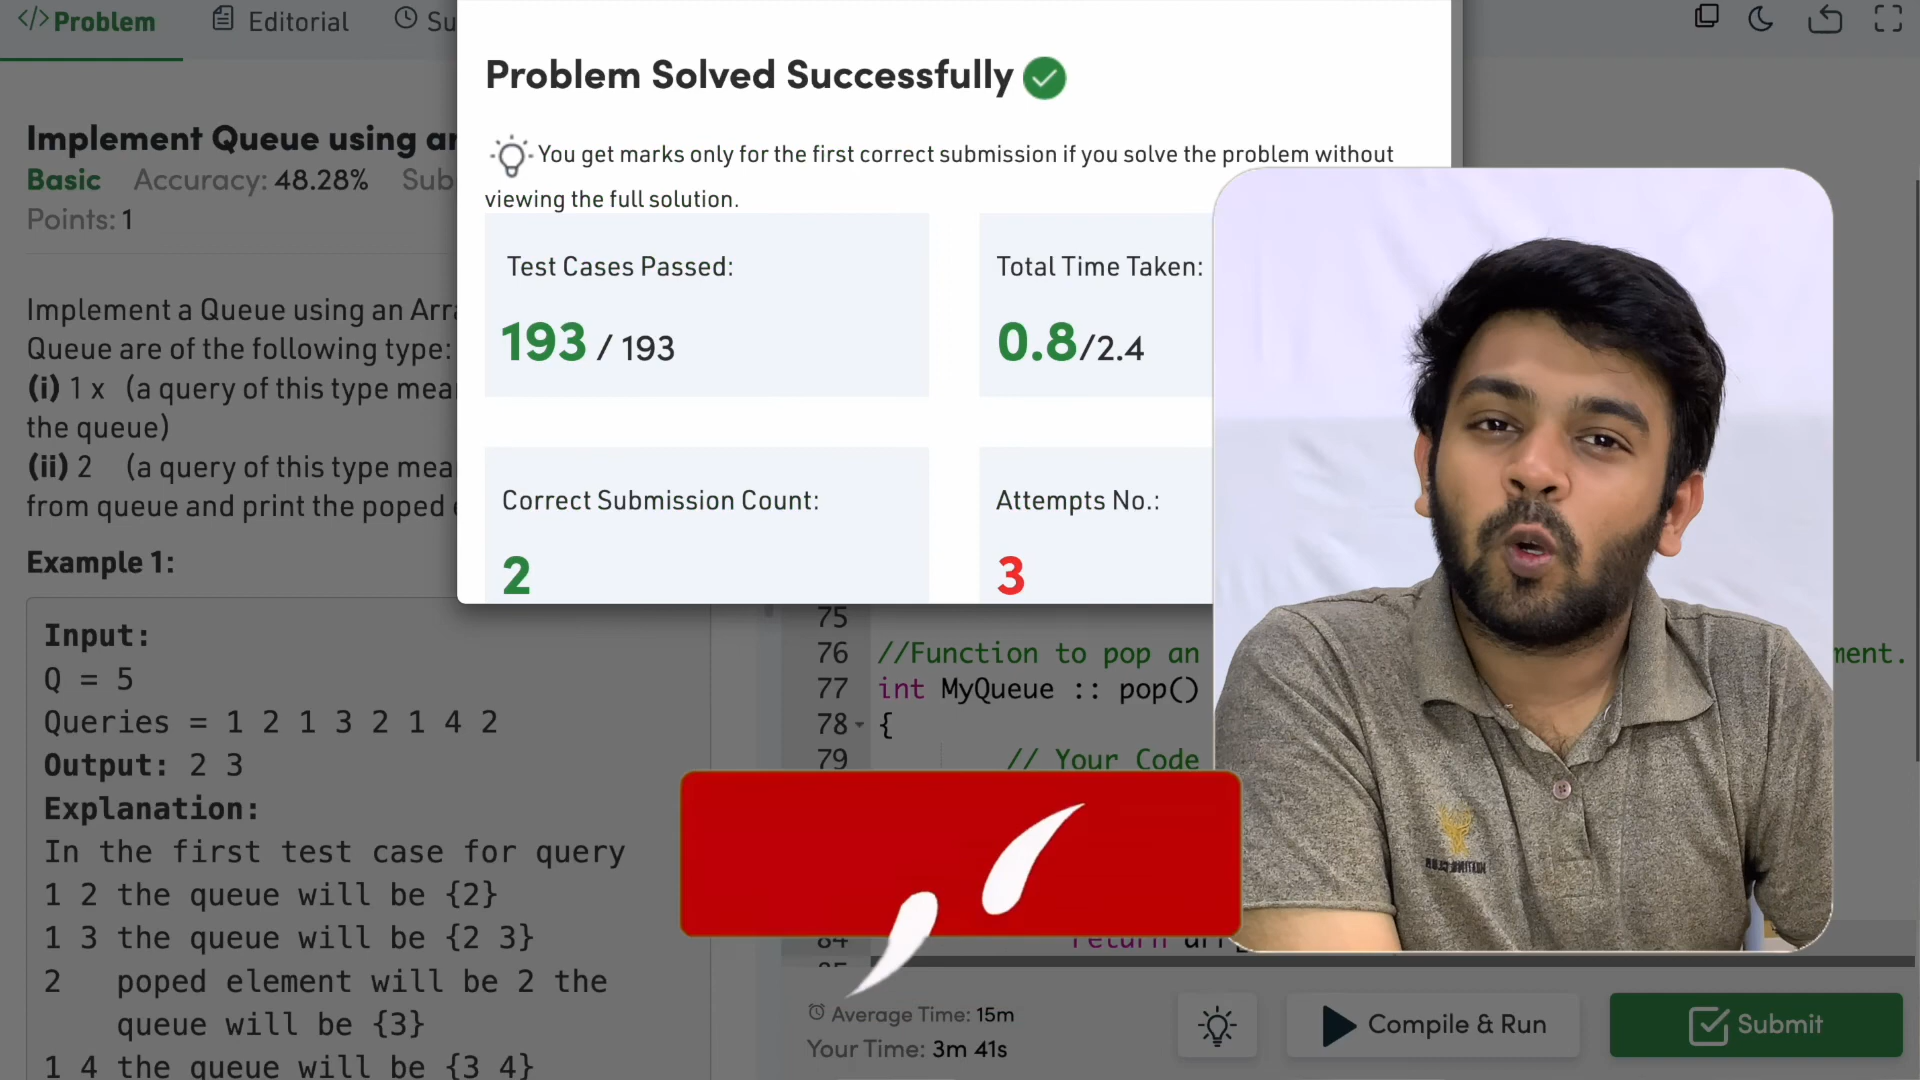 </>Problem
Editorial
Su
Implement Queue using ar
Basic Accuracy: 48.28% Sub
Points: 1
Implement a Queue using an Arra
Queue are of the following type:
(i) 1 x (a query of this type mea
the queue)
(ii) 2 (a query of this type mea
from queue and print the poped
Example 1:
Input:
Q = 5
Queries = 1 2 1 3 2 1 4 2
Output: 2 3
Explanation:
In the first test case for query
1 2 the queue will be {2}
1 3 the queue will be {2 3}
2 poped element will be 2 the
queue will be {3}
1 4 the queue will be {3 4}
Problem Solved Successfully
You get marks only for the first correct submission if you solve the problem without
viewing the full solution.
Test Cases Passed:
193 / 193
Total Time Taken:
0.8/2.4
Correct Submission Count:
2
Attempts No.:
3
75
76 //Function to pop an ment.
77 int MyQueue :: pop()
78 {
79 // Your Code
84 return
Average Time: 15m
Your Time: 3m 41s
Compile & Run
Submit